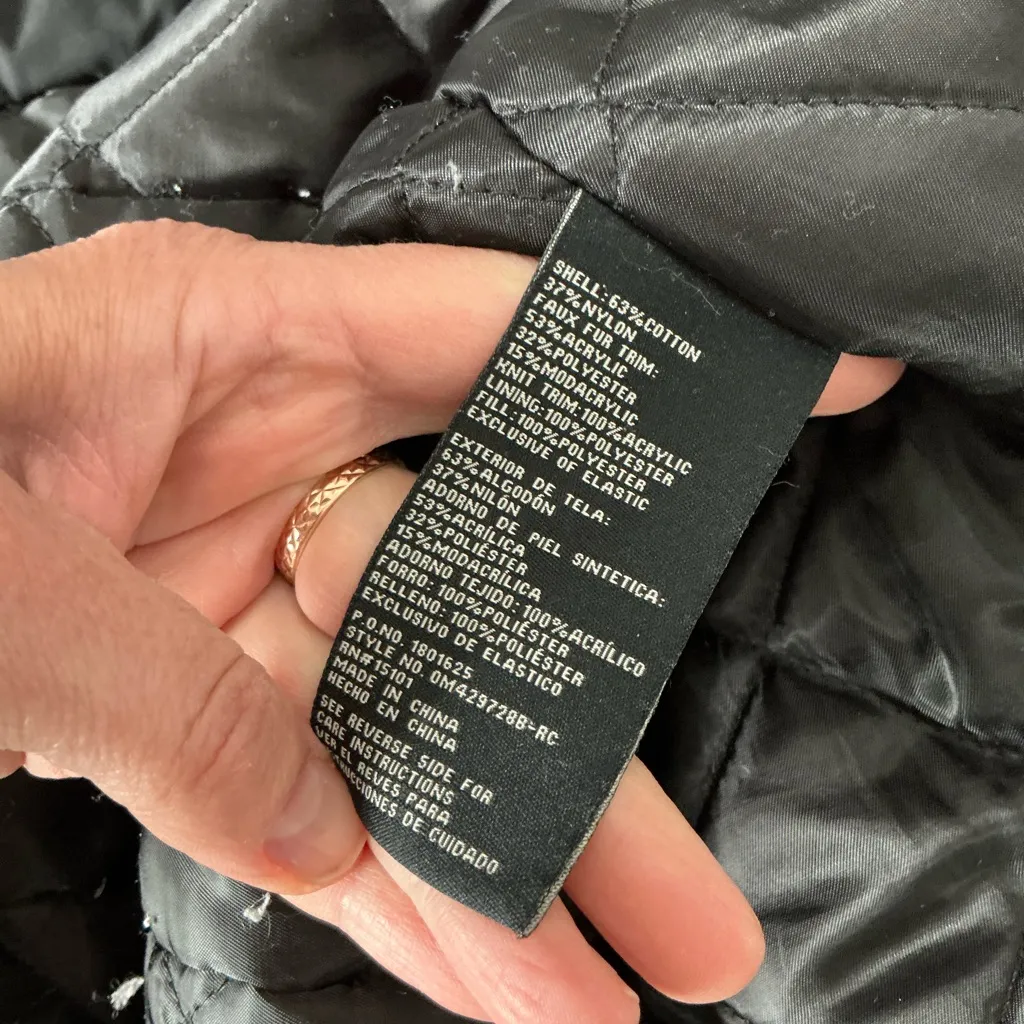 SHELL:63%COTTON
37%NYLON
FAUX FUR TRIM:
53%ACRYLIC
32%POLYESTER
15%MODACRYLIC
KNIT TRIM:100%ACRYLIC
LINING:100%POLYESTER
FILL:100%POLYESTER
EXCLUSIVE OF ELASTIC
EXTERIOR DE TELA:
63%ALGODÓN
37%NILÓN
ADORNO DE PIEL SINTETICA:
53%ACRÍLICA
32%POLIÉSTER
15%MODACRÍLICA
ADORNO TEJIDO:100%ACRÍLICO
FORRO:100%POLIÉSTER
RELLENO:100%POLIÉSTER
EXCLUSIVO DE ELASTICO
P.O.NO. 1801625
STYLE NO.
RN#15101
MADE IN CHINA
HECHO EN CHINA
SEE REVERSE SIDE FOR
CARE INSTRUCTIONS
VER EL REVES PARA
DE CUIDADO